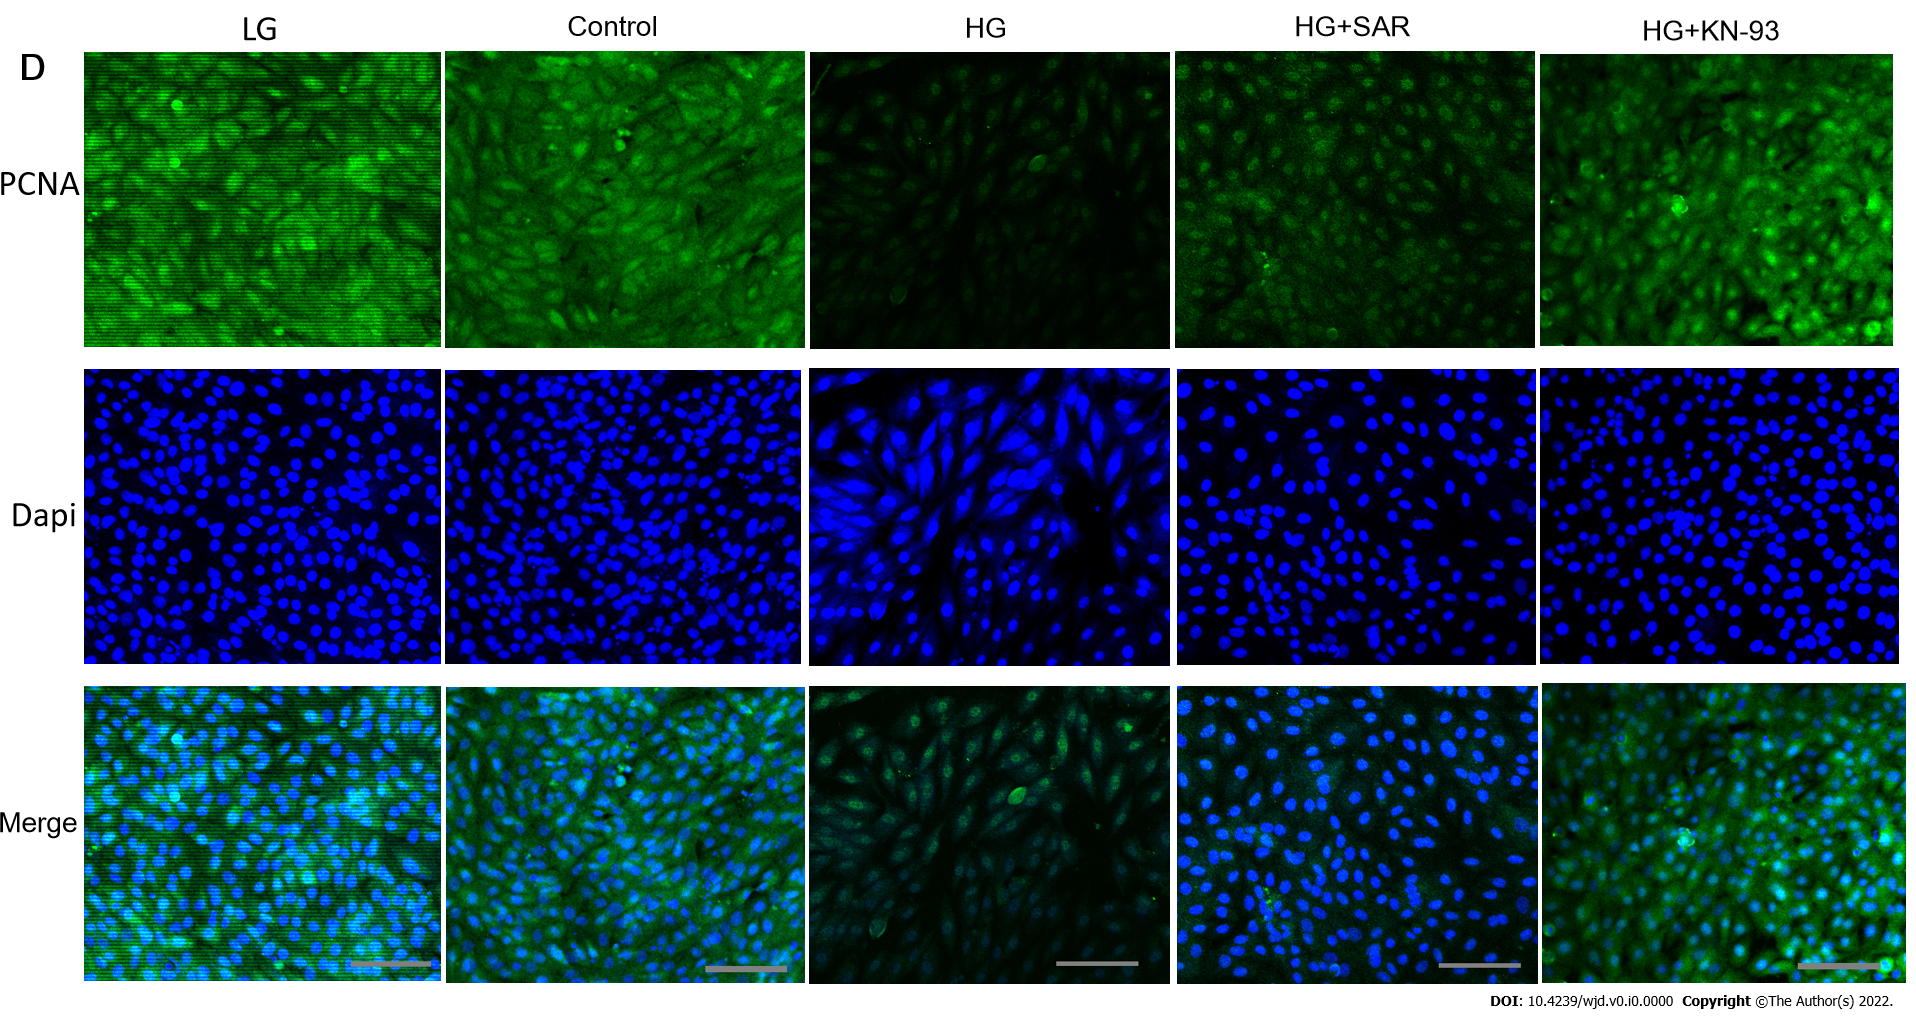 LG Control HG HG+SAR HG+KN-93
D
PCNA
Dapi
Merge
DOI: 10.4239/wjd.v0.i0.0000 Copyright ©The Author(s) 2022.